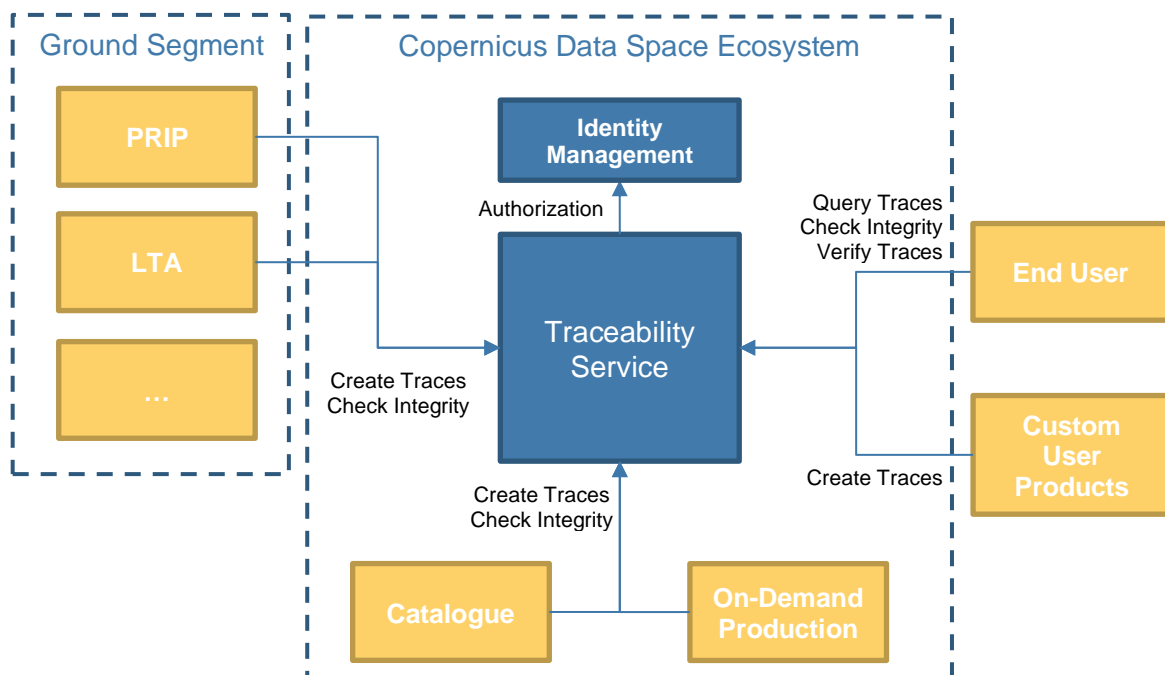 Ground Segment
PRIP
LTA
...
Copernicus Data Space Ecosystem
Identity
Management
Authorization
Traceability
Service
Create Traces
Check Integrity
Create Traces
Check Integrity
Catalogue
On-Demand
Production
Query Traces
Check Integrity
Verify Traces
End User
Create Traces
Custom
User
Products